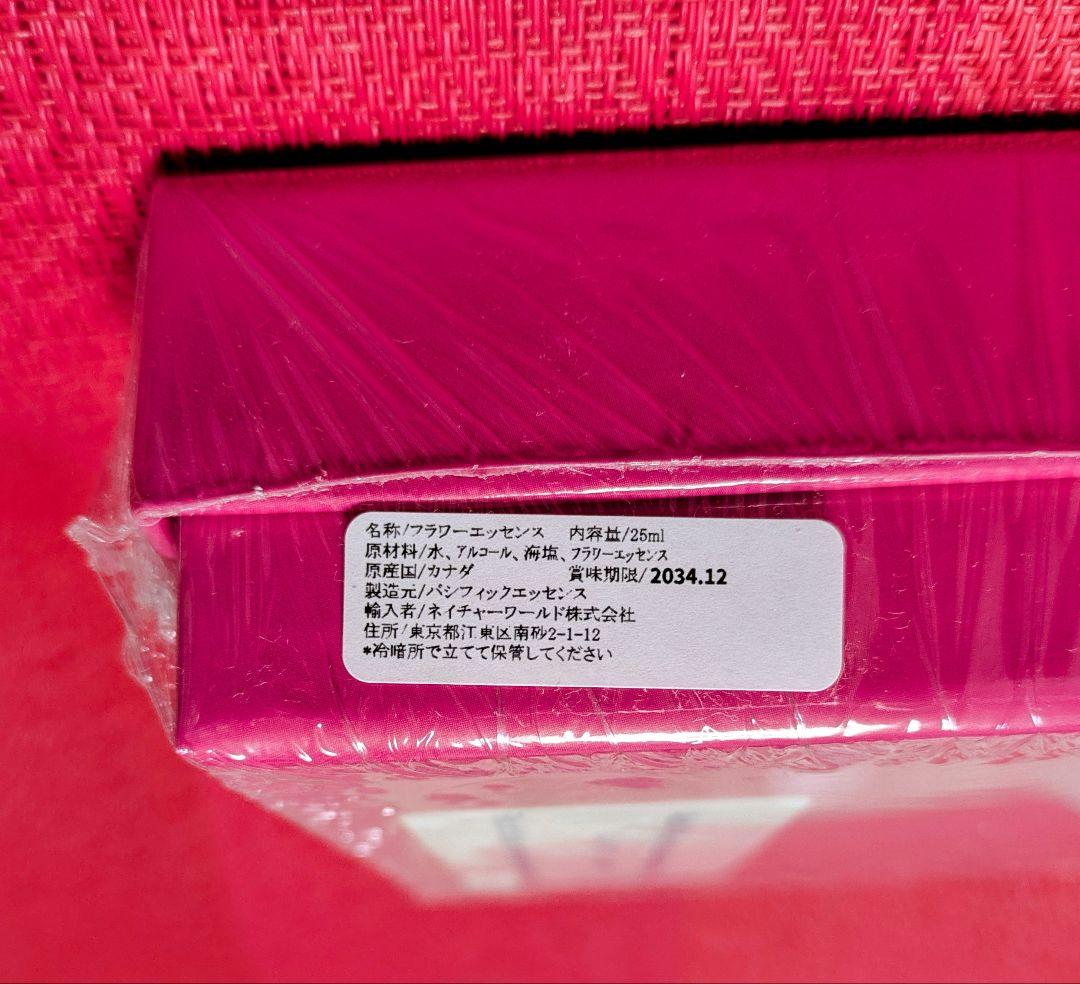 名称/フラワーエッセンス 内容量/25ml
原材料/水、アルコール、海塩、フラワーエッセンス
原産国/カナダ 賞味期限/2034.12
製造元/パシフィックエッセンス
輸入者/ネイチャーワールド株式会社
住所/東京都江東区南砂2-1-12
*冷暗所で立てて保管してください